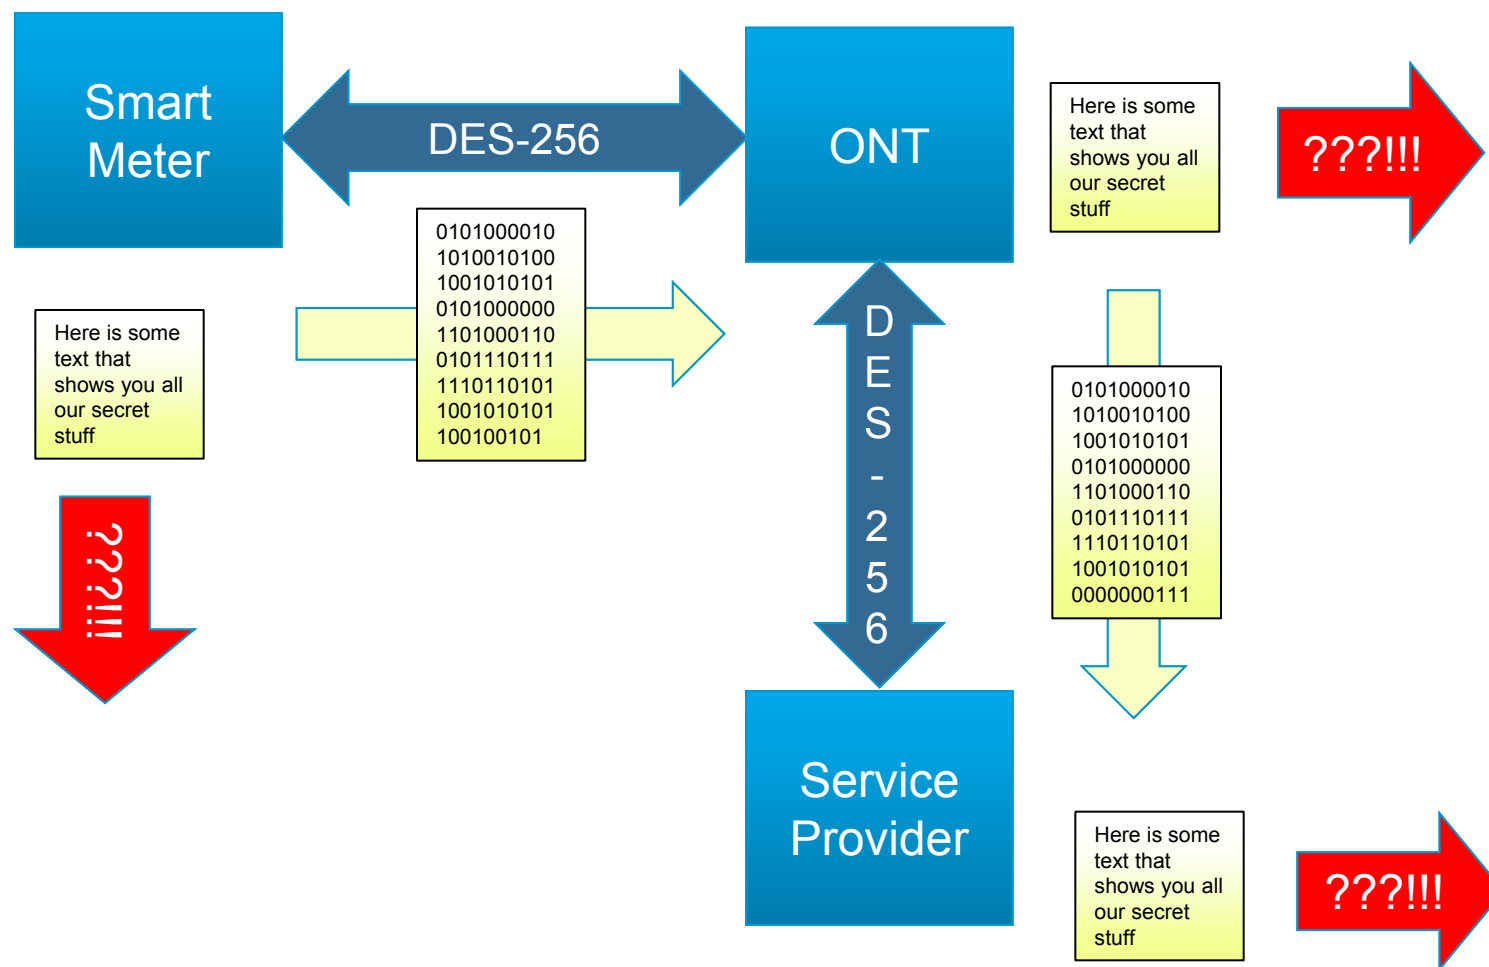 Smart
Meter
DES-256
ONT
Here is some
text that
shows you all
our secret
stuff
???!!!
0101000010
1010010100
1001010101
0101000000
1101000110
0101110111
1110110101
1001010101
100100101
Here is some
text that
shows you all
our secret
stuff
???!!!
D
E
S
-
2
5
6
0101000010
1010010100
1001010101
0101000000
1101000110
0101110111
1110110101
1001010101
0000000111
Service
Provider
Here is some
text that
shows you all
our secret
stuff
???!!!